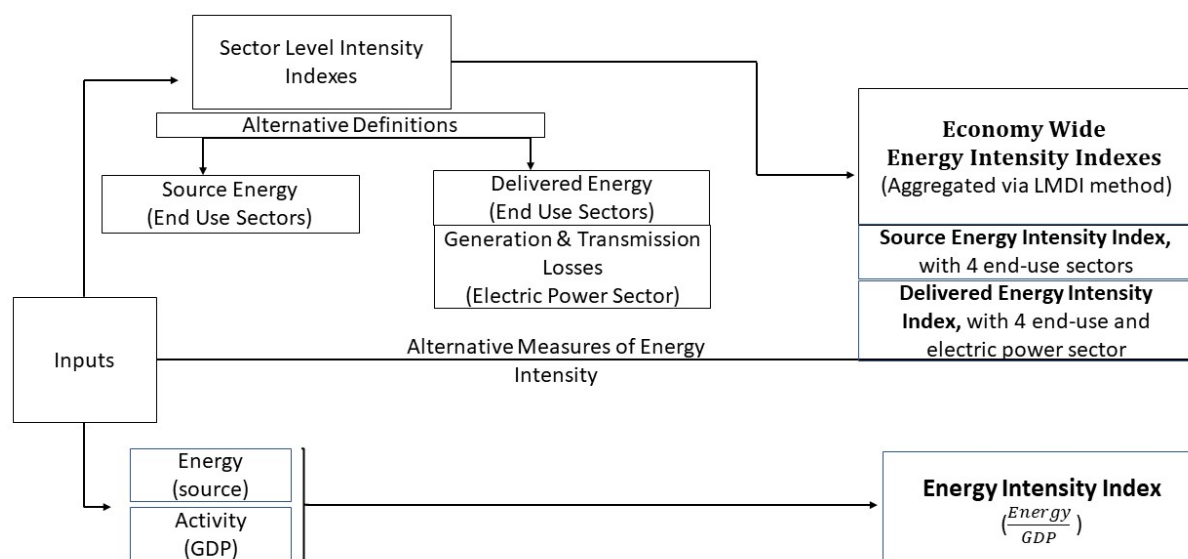 Sector Level Intensity
Indexes
Alternative Definitions
Source Energy
(End Use Sectors)
Delivered Energy
(End Use Sectors)
Generation & Transmission
Losses
(Electric Power Sector)
Economy Wide
Energy Intensity Indexes
(Aggregated via LMDI method)
Source Energy Intensity Index,
with 4 end-use sectors
Delivered Energy Intensity
Index, with 4 end-use and
electric power sector
Inputs
Alternative Measures of Energy
Intensity
Energy
(source)
Activity
(GDP)
Energy Intensity Index
(Energy/GDP)